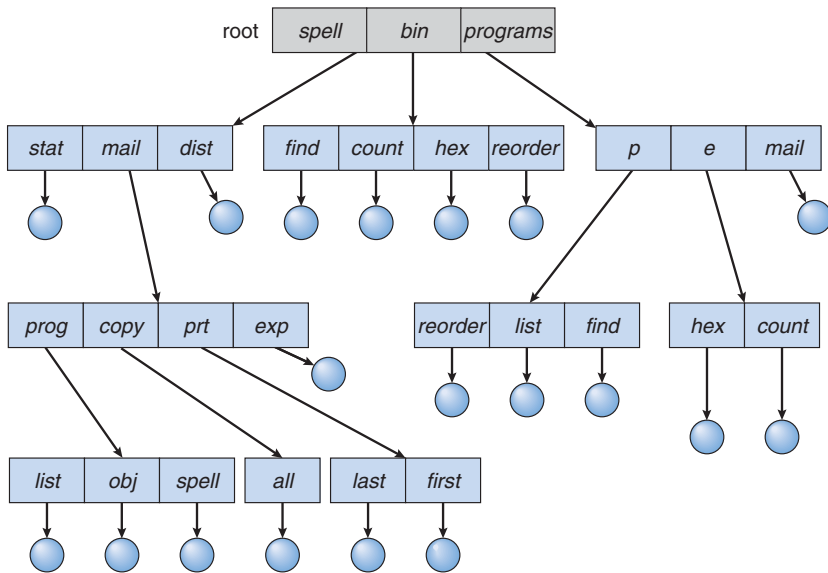 root spell bin programs
stat mail dist find count hex reorder p e mail
prog copy prt exp reorder list find hex count
list obj spell all last first